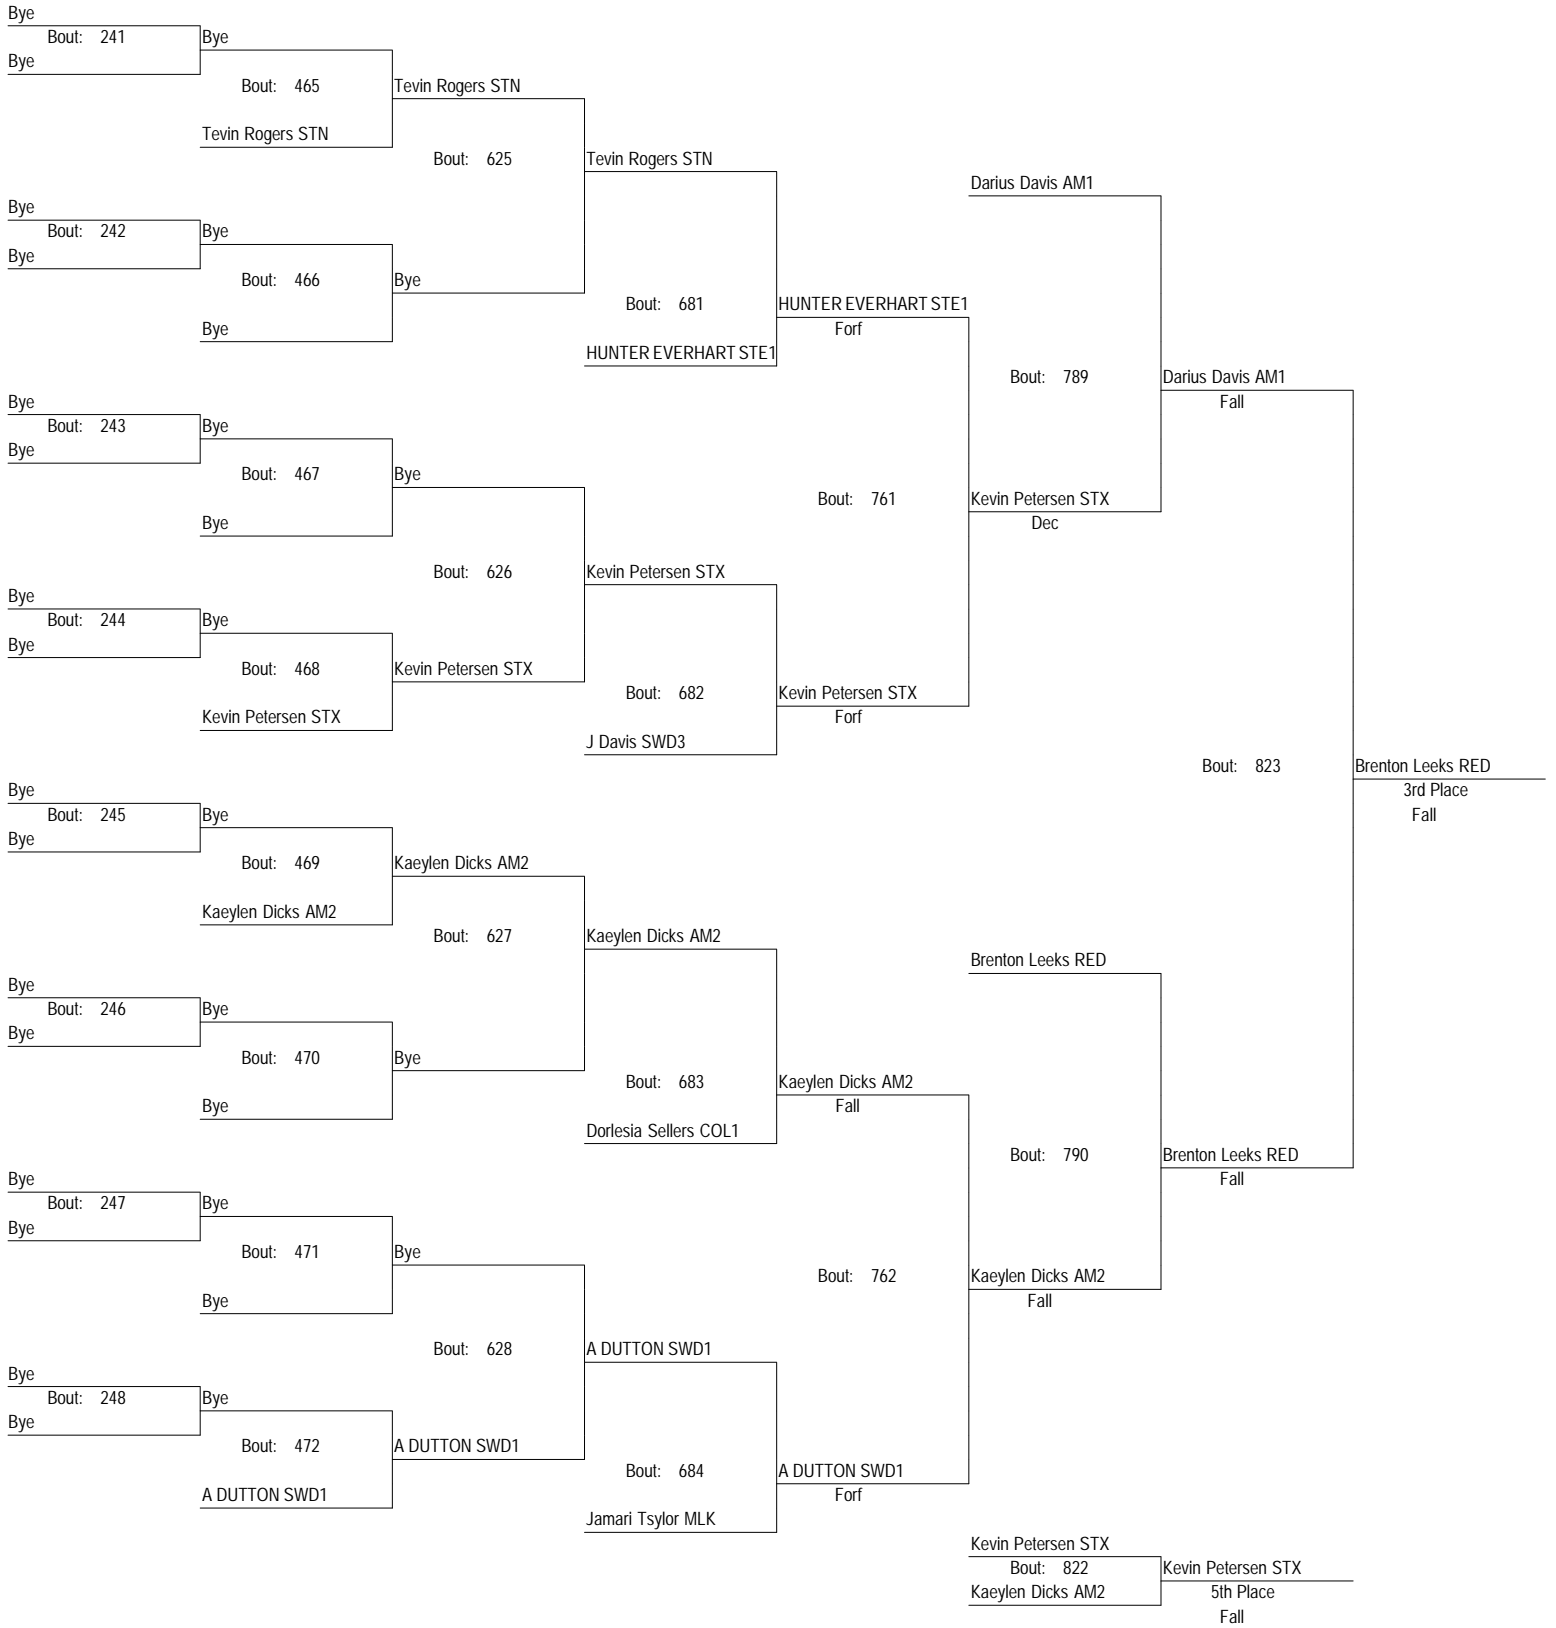 Bye
Bout: 241
Bye
Bye
Bout: 465
Tevin Rogers STN
Tevin Rogers STN
Bout: 625
Tevin Rogers STN
Darius Davis AM1
Bye
Bout: 242
Bye
Bye
Bout: 466
Bye
Bye
Bout: 681
HUNTER EVERHART STE1
Forf
HUNTER EVERHART STE1
Bout: 789
Darius Davis AM1
Fall
Bye
Bout: 243
Bye
Bye
Bout: 467
Bye
Bye
Bout: 761
Kevin Petersen STX
Dec
Bout: 626
Kevin Petersen STX
Bye
Bout: 244
Bye
Bye
Bout: 468
Kevin Petersen STX
Kevin Petersen STX
Bout: 682
Kevin Petersen STX
Forf
J Davis SWD3
Bout: 823
Brenton Leeks RED
3rd Place
Fall
Bye
Bout: 245
Bye
Bye
Bout: 469
Kaeylen Dicks AM2
Kaeylen Dicks AM2
Bout: 627
Kaeylen Dicks AM2
Brenton Leeks RED
Bye
Bout: 246
Bye
Bye
Bout: 470
Bye
Bye
Bout: 683
Kaeylen Dicks AM2
Fall
Dorlesia Sellers COL1
Bout: 790
Brenton Leeks RED
Fall
Bye
Bout: 247
Bye
Bye
Bout: 471
Bye
Bye
Bout: 762
Kaeylen Dicks AM2
Fall
Bout: 628
A DUTTON SWD1
Bye
Bout: 248
Bye
Bye
Bout: 472
A DUTTON SWD1
A DUTTON SWD1
Bout: 684
A DUTTON SWD1
Forf
Jamari Tsylor MLK
Kevin Petersen STX
Bout: 822
Kaeylen Dicks AM2
Kevin Petersen STX
5th Place
Fall